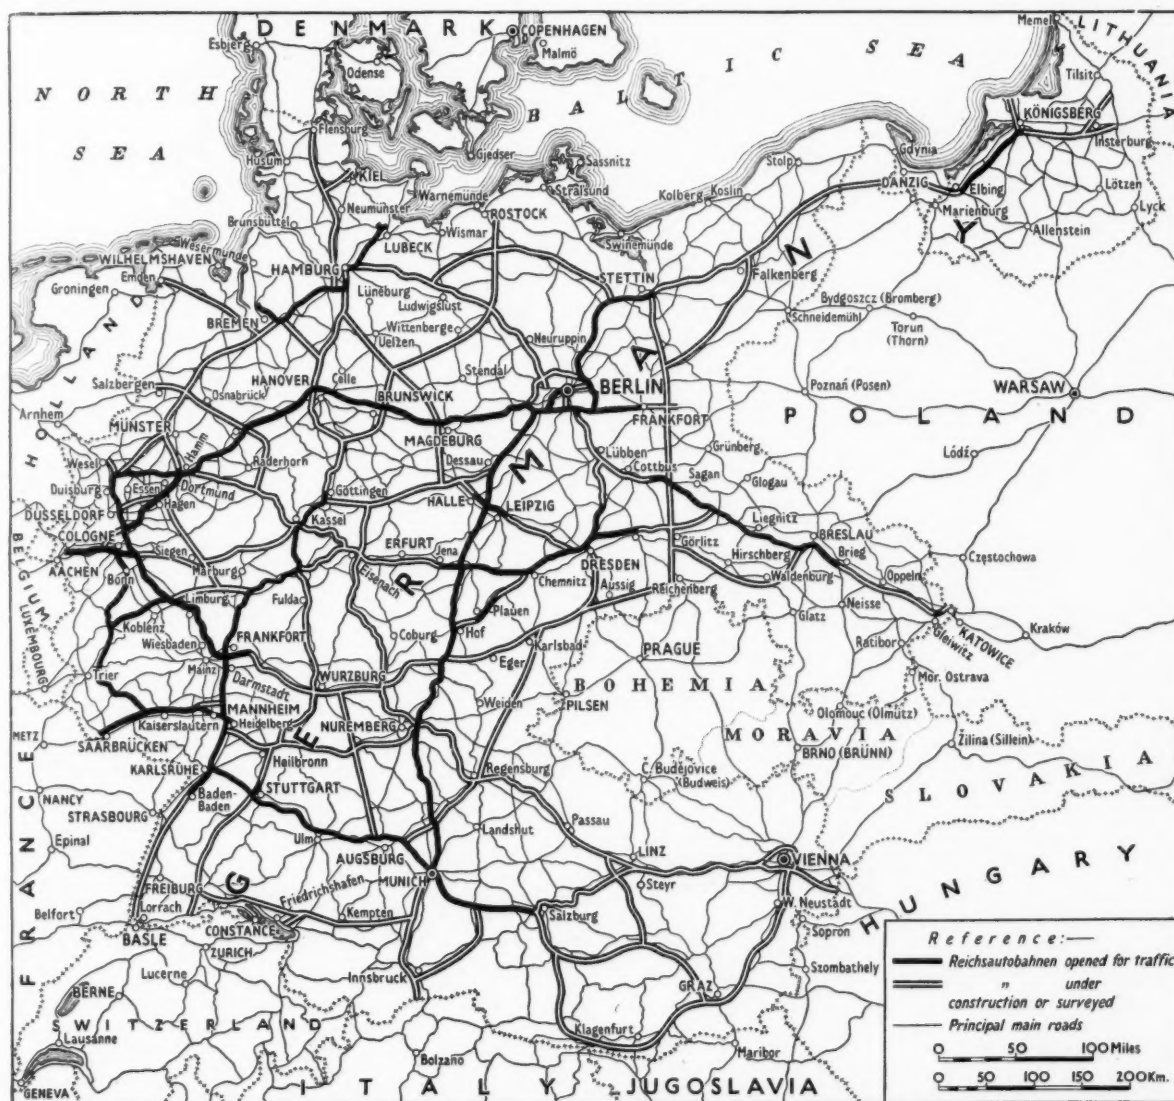 DENMARK
COPENHAGEN
Malmö
Esbjerg
Odense
Memel
LITHUANIA
Tilsit
NORTH
SEA
BALTIC SEA
KÖNIGSBERG
Insterburg
Flensburg
Husum
Gjedser
Sassnitz
Gdynia
KIEL
Stolp
Warnemünde
Stralsund
DANZIG
Elbing
Lötzen
Kolberg
Koslin
Neumünster
ROSTOCK
Marienburg
Lyck
Brunsbüttel
Wismar
Allenstein
LUBECK
Swinemünde
Wesermünde
WILHELMSHAVEN
Emden
HAMBURG
STETTIN
Falkenberg
Groningen
Lüneburg
Ludwigslust
Bydgoszcz (Bromberg)
Schneidemühl
BREMEN
Wittenberge
Uelzen
Neuruppin
Torun
(Thorn)
HOLLAND
GERMANY
Salzbergen
HANOVER
Celle
Stendal
BERLIN
Osnabrück
BRUNSWICK
Poznań (Posen)
WARSAW
Arnhem
MÜNSTER
FRANKFORT
POLAND
MAGDEBURG
Hamm
Lübben
Grünberg
Wesel
Räderhorn
Dessau
Cottbus
Łódź
Duisburg
Essen
Dortmund
Göttingen
HALLE
Sagan
Glogau
Hagen
LEIPZIG
DÜSSELDORF
Kassel
Liegnitz
BRESLAU
COLOGNE
Siegen
ERFURT
Jena
Görlitz
Hirschberg
Brieg
Częstochowa
BELGIUM
AACHEN
Bonn
Marburg
Eisenach
Chemnitz
DRESDEN
Aussig
Reichenberg
Waldenburg
Oppeln
Limburg
Fulda
Plauen
Glatz
Neisse
LUXEMBOURG
Koblenz
Wiesbaden
FRANKFORT
Coburg
Hof
Karlsbad
PRAGUE
Ratibor
Gleiwitz
KATOWICE
Kraków
Trier
Mainz
Darmstadt
WURZBURG
Eger
BOHEMIA
Mor. Ostrava
MANNHEIM
Heidelberg
Kaiserslautern
NUREMBERG
Weiden
PILSEN
Olomouc (Olmütz)
METZ
SAARBRÜCKEN
MORAVIA
BRNO (BRÜNN)
Zilina (Sillein)
Heilbronn
KARLSRÜHE
Regensburg
Č. Budějovice
(Budweis)
SLOVAKIA
NANCY
STRASBOURG
Baden-
Baden
STUTTGART
Landshut
Passau
Epinal
Ulm
AUGSBURG
LINZ
VIENNA
MUNICH
Steyr
HUNGARY
FREIBURG
Friedrichshafen
W. Neustadt
Belfort
Lorrach
Kempten
Salzburg
BASLE
CONSTANCE
Sopron
ZURICH
FRANCE
Lucerne
Innsbruck
Szombathely
BERNE
GRAZ
SWITZERLAND
Lausanne
Klagenfurt
Bolzano
Maribor
GENEVA
ITALY
JUGOSLAVIA
Reference:—
Reichsautobahnen opened for traffic
" under
construction or surveyed
Principal main roads
0 50 100 Miles
0 50 100 150 200 Km.